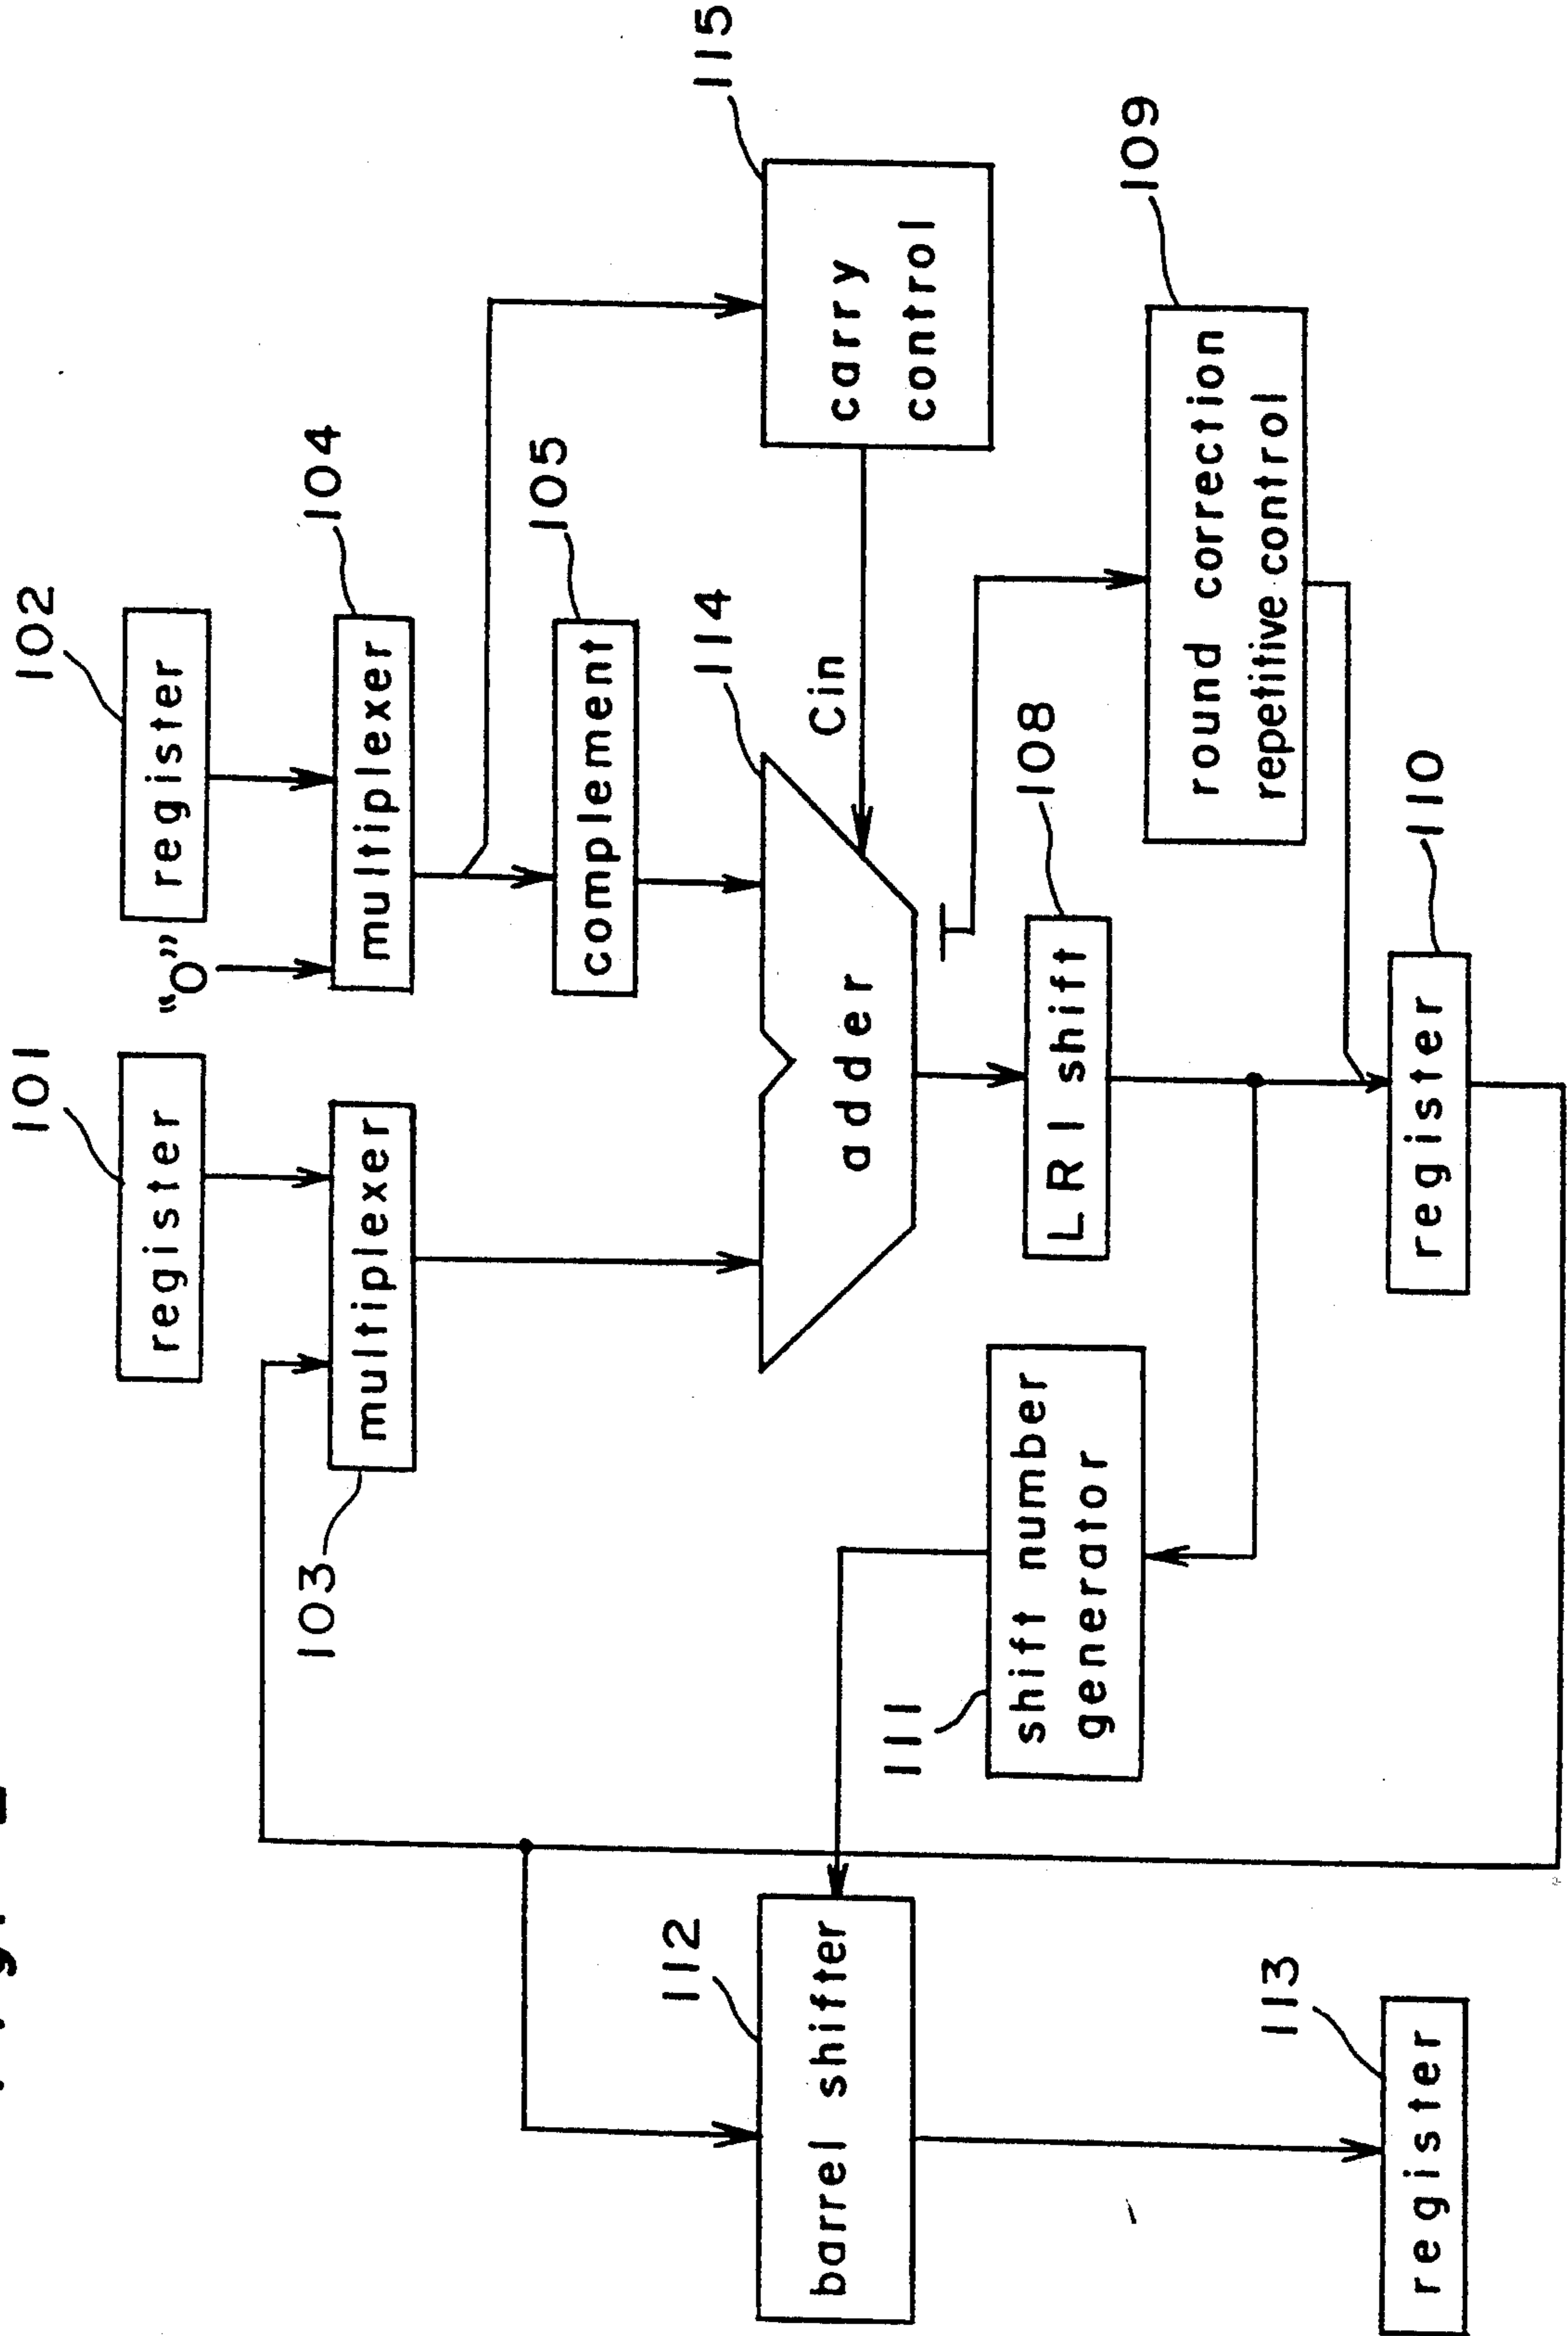 101
102
register
"0"
register
103
multiplexer
multiplexer
104
complement
105
112
114
115
barrel shifter
adder
Cin
carry
control
111
shift number
generator
LR1 shift
108
109
round correction
repetitive control
113
register
register
110